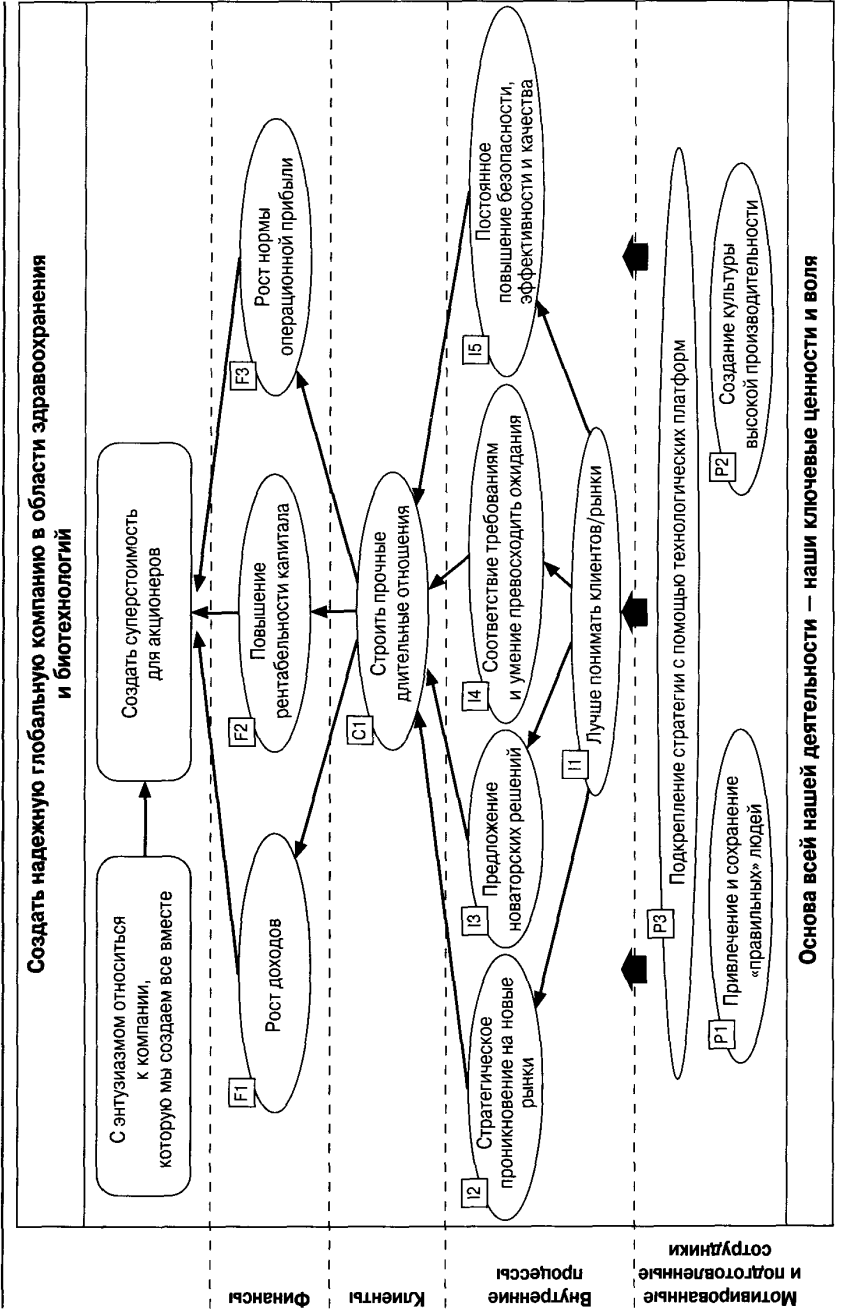 Создать надежную глобальную компанию в области здравоохранения
и биотехнологий
С энтузиазмом относиться
к компании,
которую мы создаем все вместе
Создать суперстоимость
для акционеров
Финансы
F1
Рост доходов
F2
Повышение
рентабельности капитала
F3
Рост нормы
операционной прибыли
Клиенты
C1
Строить прочные
длительные отношения
Внутренние
процессы
I2
Стратегическое
проникновение на новые
рынки
I3
Предложение
новаторских решений
I4
Соответствие требованиям
и умение превосходить ожидания
I5
Постоянное
повышение безопасности,
эффективности и качества
I1
Лучше понимать клиентов/рынки
Мотивированные
и подготовленные
сотрудники
P3
Подкрепление стратегии с помощью технологических платформ
P1
Привлечение и сохранение
«правильных» людей
P2
Создание культуры
высокой производительности
Основа всей нашей деятельности — наши ключевые ценности и воля